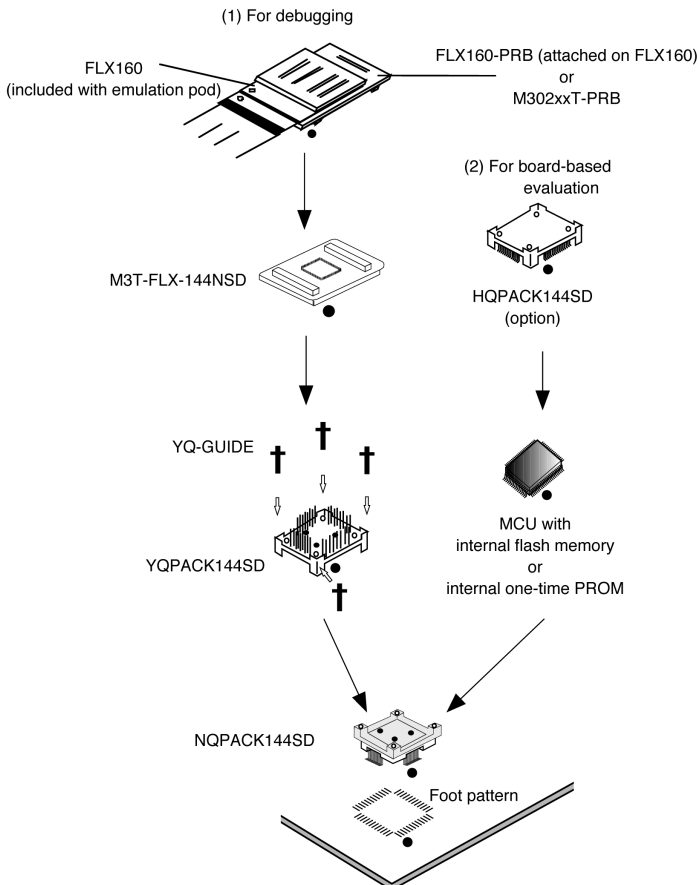 (1) For debugging
FLX160
(included with emulation pod)
FLX160-PRB (attached on FLX160)
or
M302xxT-PRB
(2) For board-based
evaluation
M3T-FLX-144NSD
HQPACK144SD
(option)
YQ-GUIDE
YQPACK144SD
MCU with
internal flash memory
or
internal one-time PROM
NQPACK144SD
Foot pattern